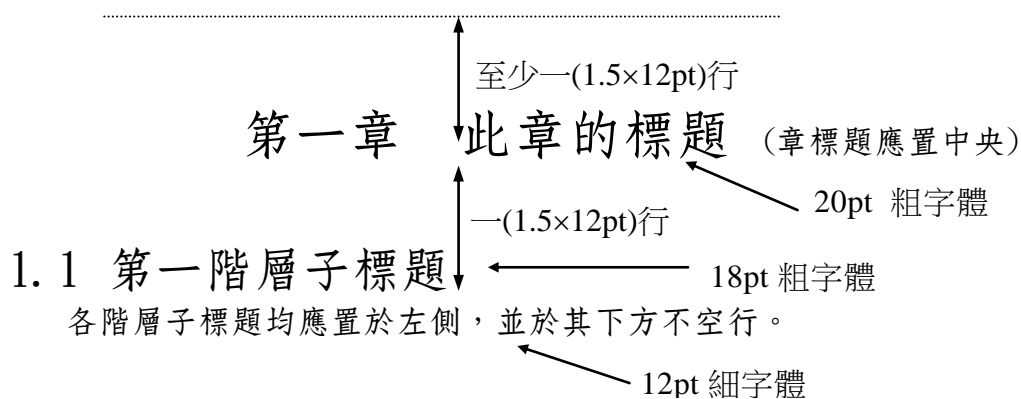 至少一(1.5×12pt)行
第一章 此章的標題 (章標題應置中央)
20pt 粗字體
一(1.5×12pt)行
1.1 第一階層子標題
18pt 粗字體
各階層子標題均應置於左側，並於其下方不空行。
12pt 細字體